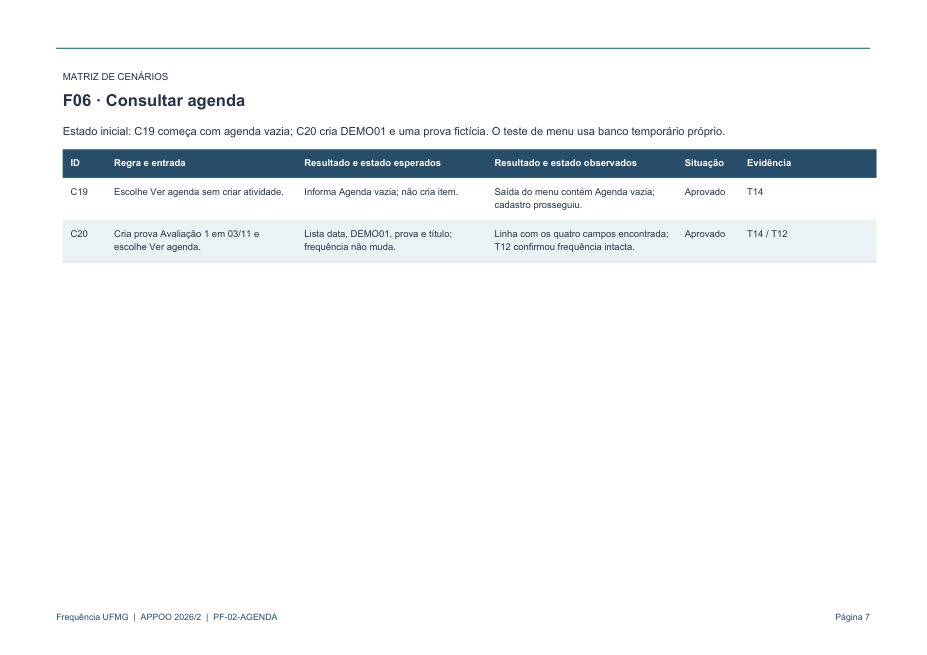 MATRIZ DE CENÁRIOS
F06 · Consultar agenda
Estado inicial: C19 começa com agenda vazia; C20 cria DEMO01 e uma prova fictícia. O teste de menu usa banco temporário próprio.
ID Regra e entrada Resultado e estado esperados Resultado e estado observados Situação Evidência
C19 Escolhe Ver agenda sem criar atividade. Informa Agenda vazia; não cria item. Saída do menu contém Agenda vazia; Aprovado T14
cadastro prosseguiu.
C20 Cria prova Avaliação 1 em 03/11 e Lista data, DEMO01, prova e título; Linha com os quatro campos encontrada; Aprovado T14 / T12
escolhe Ver agenda. frequência não muda. T12 confirmou frequência intacta.
Frequência UFMG | APPOO 2026/2 | PF-02-AGENDA Página 7